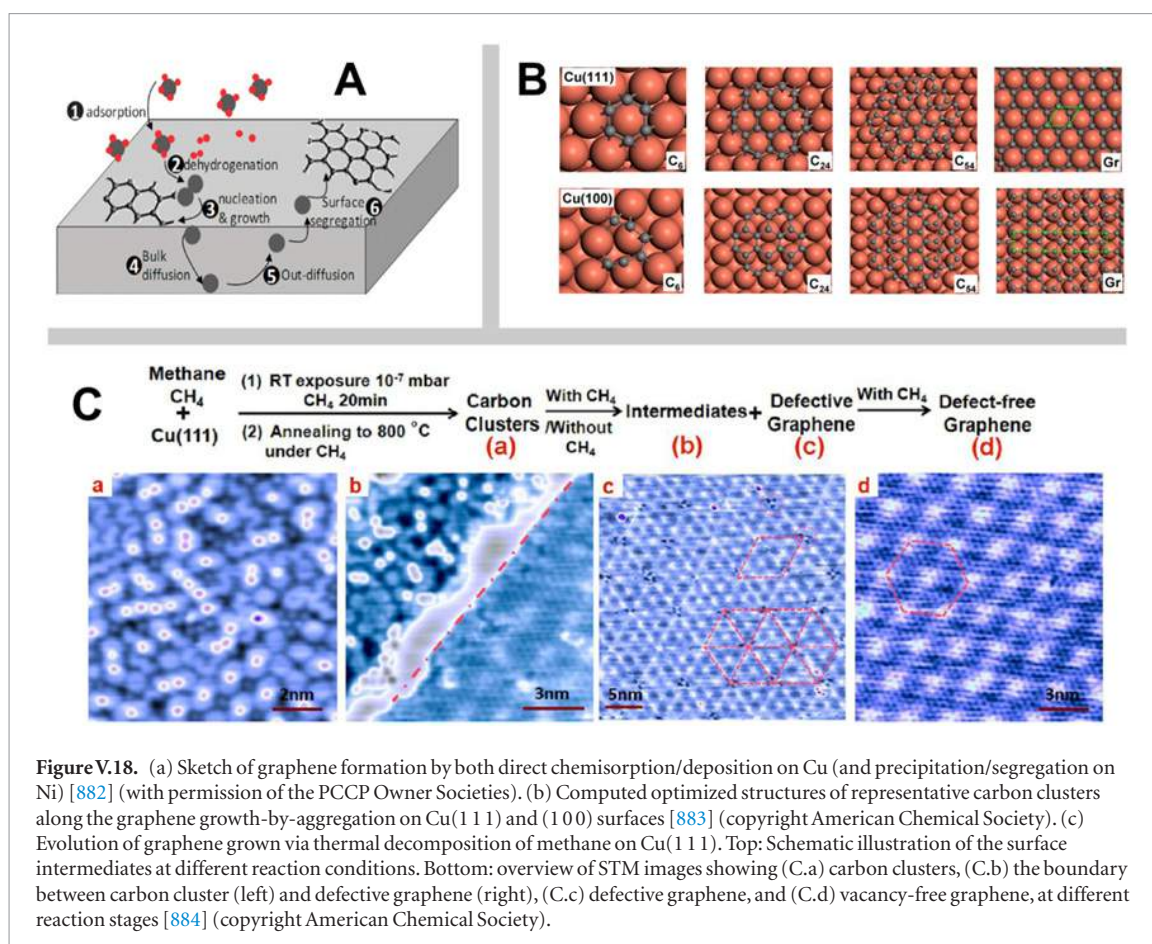 A
❶ adsorption
❷ dehydrogenation
❸ nucleation
& growth
❹ Bulk
diffusion
❺ Out-diffusion
Surface
segregation ❻
B
Cu(111)
C₆
C₂₄
C₅₄
Gr
Cu(100)
C₆
C₂₄
C₅₄
Gr
C
Methane
CH₄
+
Cu(111)
(1) RT exposure 10⁻⁷ mbar
CH₄ 20min
(2) Annealing to 800 °C
under CH₄
Carbon
Clusters
(a)
With CH₄
/Without
CH₄
Intermediates
(b)
+
Defective
Graphene
(c)
With CH₄
Defect-free
Graphene
(d)
a
2nm
b
3nm
c
5nm
d
3nm
Figure V.18. (a) Sketch of graphene formation by both direct chemisorption/deposition on Cu (and precipitation/segregation on
Ni) [882] (with permission of the PCCP Owner Societies). (b) Computed optimized structures of representative carbon clusters
along the graphene growth-by-aggregation on Cu(1 1 1) and (1 0 0) surfaces [883] (copyright American Chemical Society). (c)
Evolution of graphene grown via thermal decomposition of methane on Cu(1 1 1). Top: Schematic illustration of the surface
intermediates at different reaction conditions. Bottom: overview of STM images showing (C.a) carbon clusters, (C.b) the boundary
between carbon cluster (left) and defective graphene (right), (C.c) defective graphene, and (C.d) vacancy-free graphene, at different
reaction stages [884] (copyright American Chemical Society).